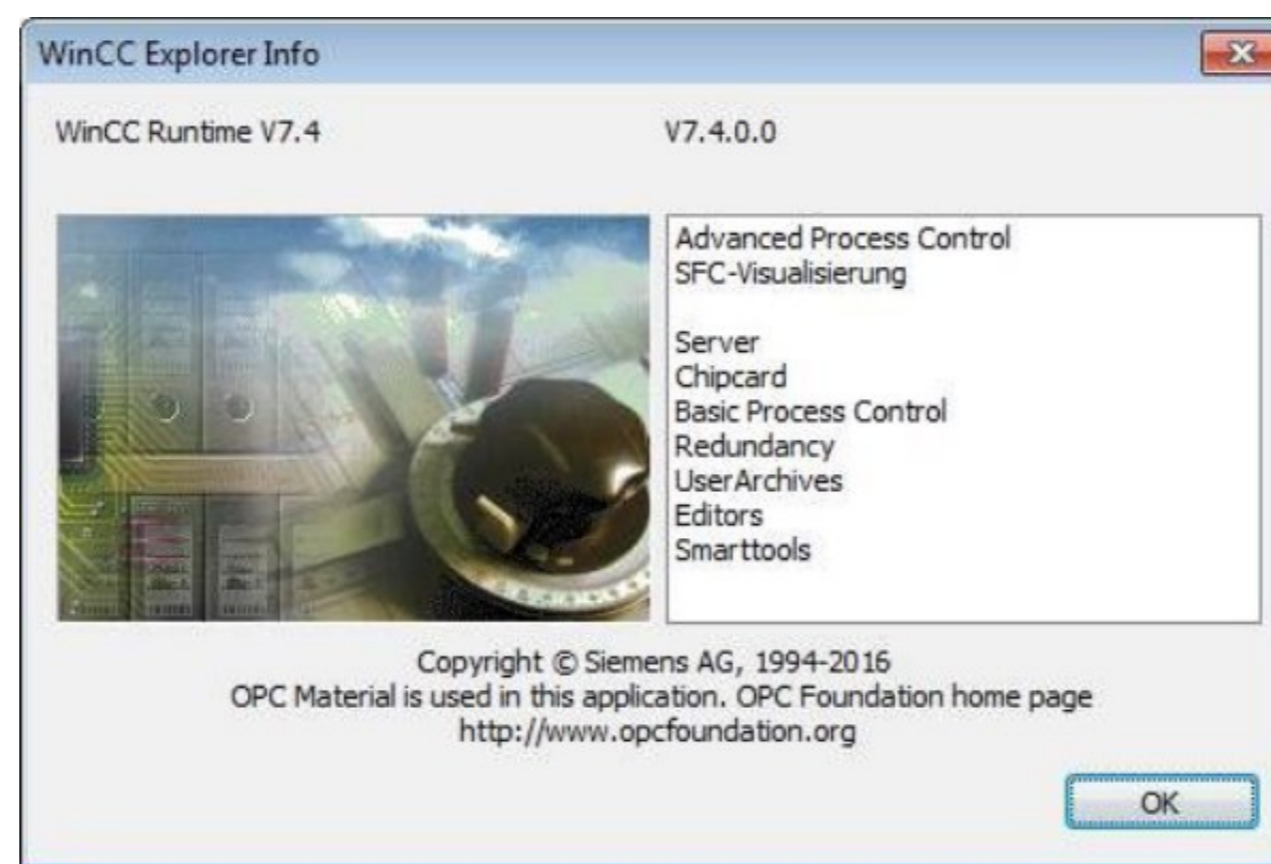 WinCC Explorer Info
WinCC Runtime V7.4
V7.4.0.0
Advanced Process Control
SFC-Visualisierung
Server
Chipcard
Basic Process Control
Redundancy
UserArchives
Editors
Smarttools
Copyright © Siemens AG, 1994-2016
OPC Material is used in this application. OPC Foundation home page
http://www.opcfoundation.org
OK